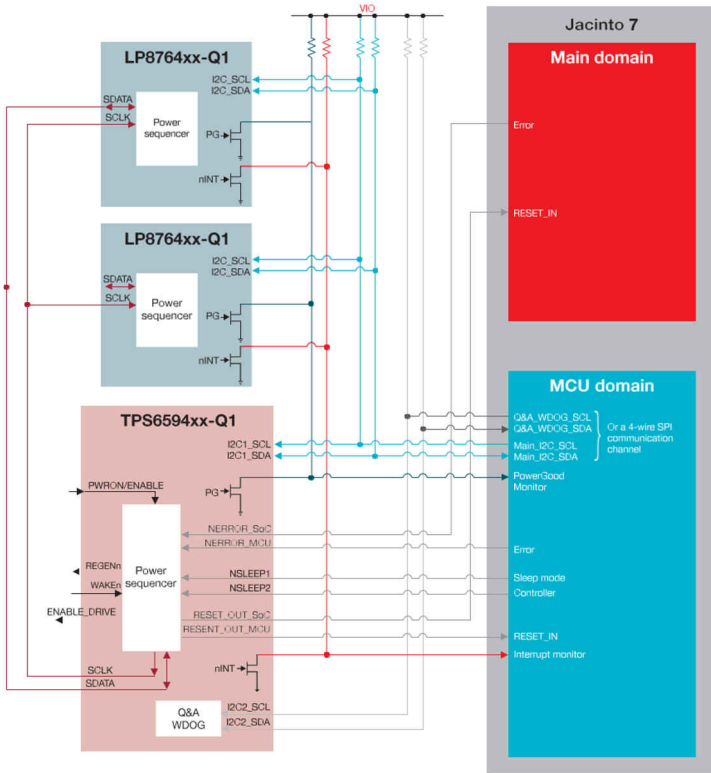 VIO
Jacinto 7
LP8764xx-Q1
I2C_SCL
I2C_SDA
SDATA
SCLK
Power
sequencer
PG
nINT
Main domain
Error
RESET_IN
LP8764xx-Q1
I2C_SCL
I2C_SDA
SDATA
SCLK
Power
sequencer
PG
nINT
MCU domain
Q&A_WDOG_SCL
Q&A_WDOG_SDA
Main_I2C_SCL
Main_I2C_SDA
Or a 4-wire SPI
communication
channel
PowerGood
Monitor
Error
Sleep mode
Controller
RESET_IN
Interrupt monitor
TPS6594xx-Q1
I2C1_SCL
I2C1_SDA
PWRON/ENABLE
PG
Power
sequencer
NERROR_SoC
NERROR_MCU
REGENn
WAKEn
NSLEEP1
NSLEEP2
ENABLE_DRIVE
RESET_OUT_SoC
RESENT_OUT_MCU
SCLK
SDATA
nINT
Q&A
WDOG
I2C2_SCL
I2C2_SDA